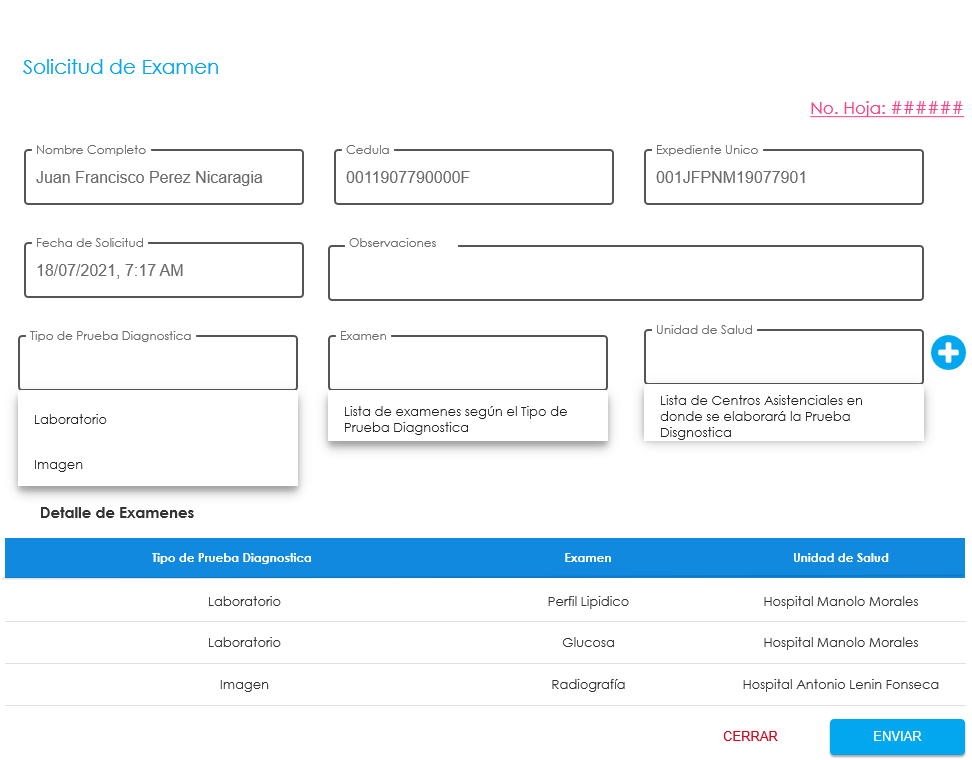 Solicitud de Examen
No. Hoja: ######
Nombre Completo
Juan Francisco Perez Nicaragia
Cedula
0011907790000F
Expediente Unico
001JFPNM19077901
Fecha de Solicitud
18/07/2021, 7:17 AM
Observaciones
Tipo de Prueba Diagnostica
Laboratorio
Imagen
Examen
Lista de examenes según el Tipo de
Prueba Diagnostica
Unidad de Salud
Lista de Centros Asistenciales en
donde se elaborará la Prueba
Disgnostica
Detalle de Examenes
Tipo de Prueba Diagnostica Examen Unidad de Salud
Laboratorio Perfil Lipidico Hospital Manolo Morales
Laboratorio Glucosa Hospital Manolo Morales
Imagen Radiografía Hospital Antonio Lenin Fonseca
CERRAR ENVIAR